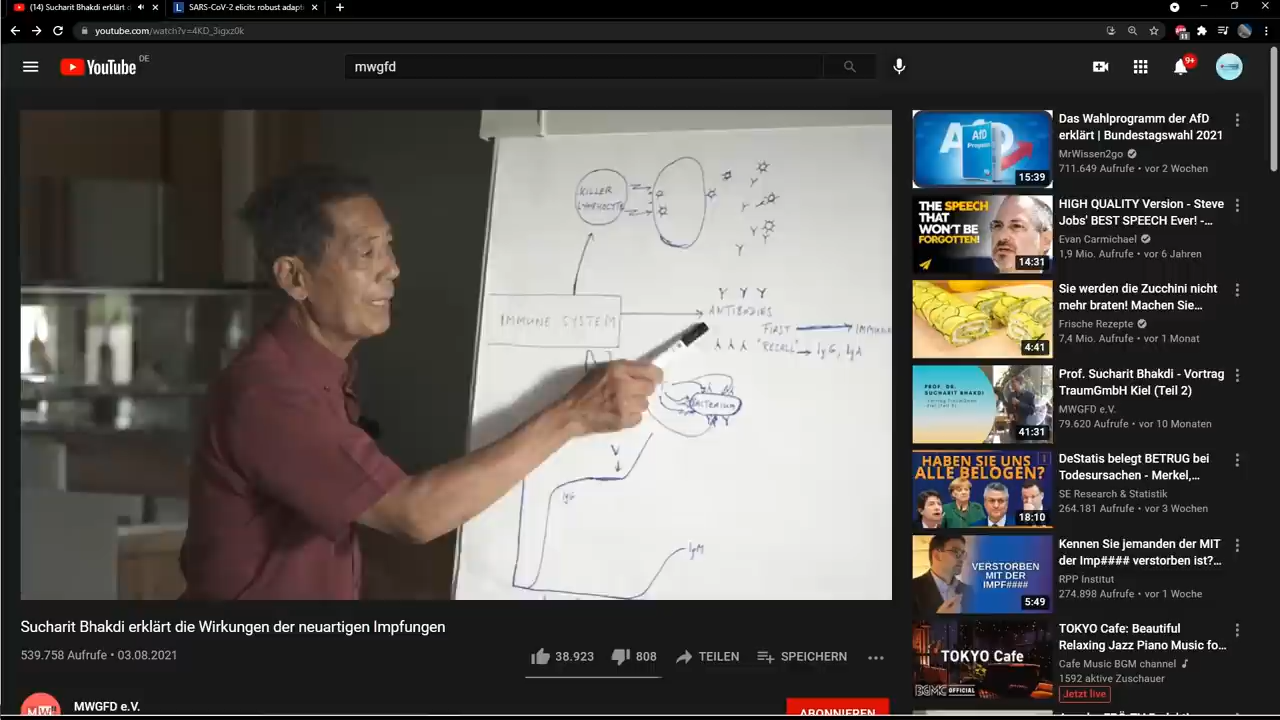 (14) Sucharit Bhakdi erklärt d
SARS-CoV-2 elicits robust adapt
youtube.com/watch?v=4KD_3igxz0k
11
YouTube DE
mwgfd
9+
KILLER
LYMPHOCYTE
IMMUNE SYSTEM
ANTIBODIES
FIRST
IMMUN
"RECALL" → IgG, IgA
BACTERIUM
V
IgG
IgM
Sucharit Bhakdi erklärt die Wirkungen der neuartigen Impfungen
539.758 Aufrufe • 03.08.2021
38.923
808
TEILEN
SPEICHERN
MWGFD e.V.
ABONNIEREN
AfD
AfD
15:39
Das Wahlprogramm der AfD
erklärt | Bundestagswahl 2021
MrWissen2go
711.649 Aufrufe • vor 2 Wochen
THE SPEECH
THAT
WON'T BE
FORGOTTEN!
14:31
HIGH QUALITY Version - Steve
Jobs' BEST SPEECH Ever! -...
Evan Carmichael
1,9 Mio. Aufrufe • vor 6 Jahren
4:41
Sie werden die Zucchini nicht
mehr braten! Machen Sie...
Frische Rezepte
7,4 Mio. Aufrufe • vor 1 Monat
PROF. DR.
SUCHARIT BHAKDI
41:31
Prof. Sucharit Bhakdi - Vortrag
TraumGmbH Kiel (Teil 2)
MWGFD e.V.
79.620 Aufrufe • vor 10 Monaten
HABEN SIE UNS
ALLE BELOGEN?
18:10
DeStatis belegt BETRUG bei
Todesursachen - Merkel,...
SE Research & Statistik
264.181 Aufrufe • vor 3 Wochen
VERSTORBEN
MIT DER
IMPF####
5:49
Kennen Sie jemanden der MIT
der Imp#### verstorben ist?...
RPP Institut
274.898 Aufrufe • vor 1 Woche
TOKYO Cafe
BGMC OFFICIAL
TOKYO Cafe: Beautiful
Relaxing Jazz Piano Music fo...
Cafe Music BGM channel
1592 aktive Zuschauer
Jetzt live